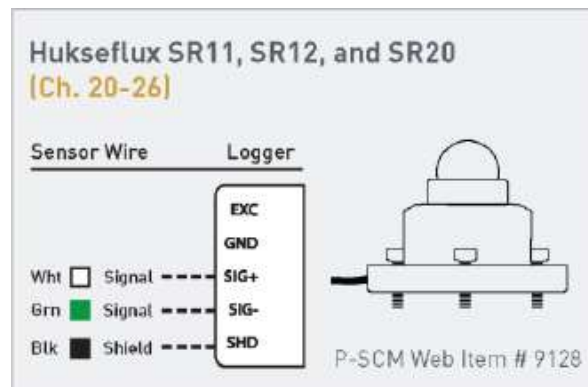 Hukseflux SR11, SR12, and SR20
(Ch. 20-26)
Sensor Wire Logger
EXC
GND
Wht Signal SIG+
Grn Signal SIG-
Blk Shield SHD
P-SCM Web Item # 9128